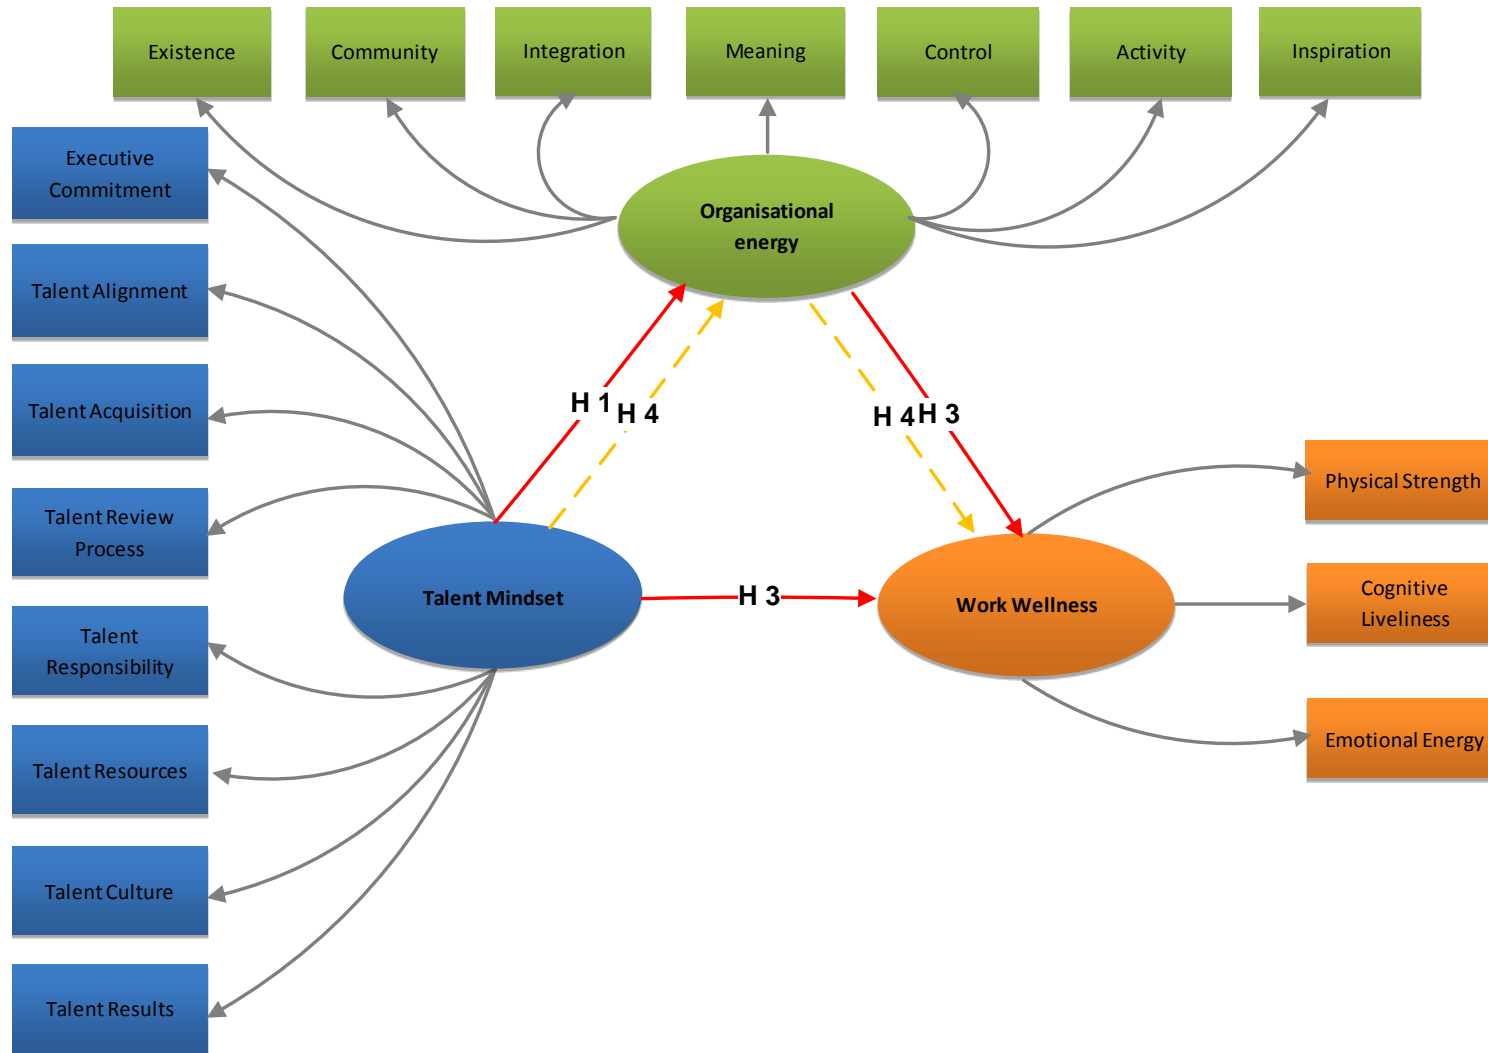 Existence
Community
Integration
Meaning
Control
Activity
Inspiration
Executive
Commitment
Organisational
energy
Talent Alignment
Talent Acquisition
H 1
H 4
H 4
H 3
Physical Strength
Talent Review
Process
Talent Mindset
H 3
Work Wellness
Cognitive
Liveliness
Talent
Responsibility
Talent Resources
Emotional Energy
Talent Culture
Talent Results